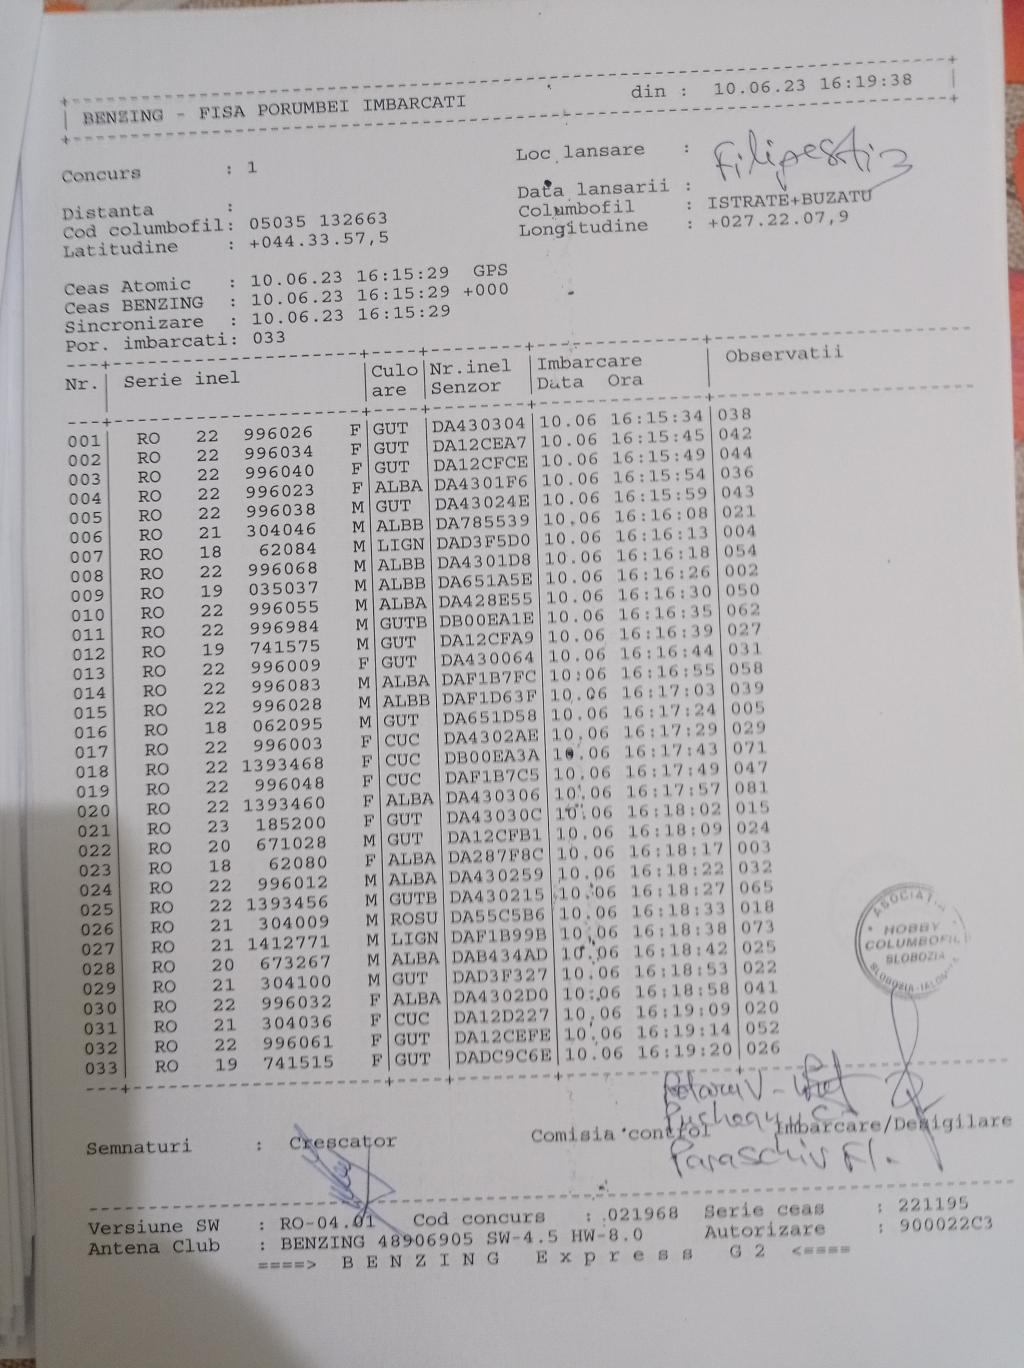 BENZING - FISA PORUMBEI IMBARCATI din : 10.06.23 16:19:38
Concurs : 1 Loc lansare : Filipesti 3
Distanta : Data lansarii :
Cod columbofil: 05035 132663 Columbofil : ISTRATE+BUZATU
Latitudine : +044.33.57,5 Longitudine : +027.22.07,9
Ceas Atomic : 10.06.23 16:15:29 GPS
Ceas BENZING : 10.06.23 16:15:29 +000
Sincronizare : 10.06.23 16:15:29
Por. imbarcati: 033
Nr. Serie inel Culo Nr.inel Imbarcare Observatii
are Senzor Data Ora
001 RO 22 996026 F GUT DA430304 10.06 16:15:34 038
002 RO 22 996034 F GUT DA12CEA7 10.06 16:15:45 042
003 RO 22 996040 F GUT DA12CFCE 10.06 16:15:49 044
004 RO 22 996023 F ALBA DA4301F6 10.06 16:15:54 036
005 RO 22 996038 M GUT DA43024E 10.06 16:15:59 043
006 RO 21 304046 M ALBB DA785539 10.06 16:16:08 021
007 RO 18 62084 M LIGN DAD3F5D0 10.06 16:16:13 004
008 RO 22 996068 M ALBB DA4301D8 10.06 16:16:18 054
009 RO 19 035037 M ALBB DA651A5E 10.06 16:16:26 002
010 RO 22 996055 M ALBA DA428E55 10.06 16:16:30 050
011 RO 22 996984 M GUTB DB00EA1E 10.06 16:16:35 062
012 RO 19 741575 M GUT DA12CFA9 10.06 16:16:39 027
013 RO 22 996009 F GUT DA430064 10.06 16:16:44 031
014 RO 22 996083 M ALBA DAF1B7FC 10:06 16:16:55 058
015 RO 22 996028 M ALBB DAF1D63F 10.06 16:17:03 039
016 RO 18 062095 M GUT DA651D58 10.06 16:17:24 005
017 RO 22 996003 F CUC DA4302AE 10.06 16:17:29 029
018 RO 22 1393468 F CUC DB00EA3A 10.06 16:17:43 071
019 RO 22 996048 F CUC DAF1B7C5 10.06 16:17:49 047
020 RO 22 1393460 F ALBA DA430306 10.06 16:17:57 081
021 RO 23 185200 F GUT DA43030C 10.06 16:18:02 015
022 RO 20 671028 M GUT DA12CFB1 10.06 16:18:09 024
023 RO 18 62080 F ALBA DA287F8C 10.06 16:18:17 003
024 RO 22 996012 M ALBA DA430259 10.06 16:18:22 032
025 RO 22 1393456 M GUTB DA430215 10.06 16:18:27 065
026 RO 21 304009 M ROSU DA55C5B6 10.06 16:18:33 018
027 RO 21 1412771 M LIGN DAF1B99B 10.06 16:18:38 073
028 RO 20 673267 M ALBA DAB434AD 10.06 16:18:42 025
029 RO 21 304100 M GUT DAD3F327 10.06 16:18:53 022
030 RO 22 996032 F ALBA DA4302D0 10.06 16:18:58 041
031 RO 21 304036 F CUC DA12D227 10.06 16:19:09 020
032 RO 22 996061 F GUT DA12CEFE 10.06 16:19:14 052
033 RO 19 741515 F GUT DADC9C6E 10.06 16:19:20 026
ASOCIATIA
HOBBY
COLUMBOFIL
SLOBOZIA
SLOBOZIA-IALOMITA
Semnaturi : Crescator Comisia control Imbarcare/Desigilare
Paraschiv Fl.
Versiune SW : RO-04.01 Cod concurs : 021968 Serie ceas : 221195
Antena Club : BENZING 48906905 SW-4.5 HW-8.0 Autorizare : 900022C3
====> B E N Z I N G E x p r e s s G 2 <====